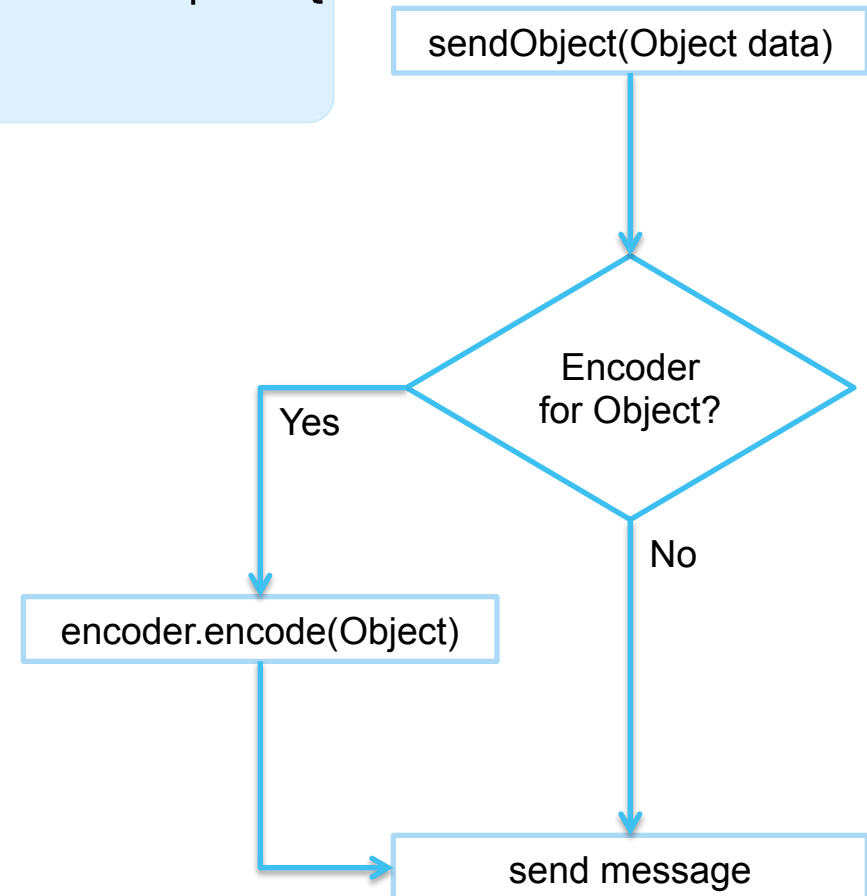 {
sendObject(Object data)
Encoder
for Object?
Yes
No
encoder.encode(Object)
send message